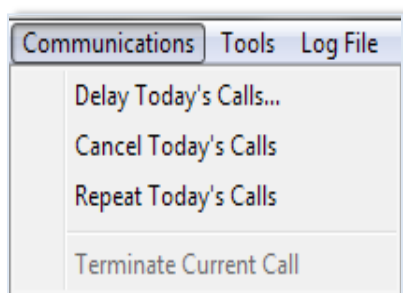 Communications Tools Log File
Delay Today's Calls...
Cancel Today's Calls
Repeat Today's Calls
Terminate Current Call